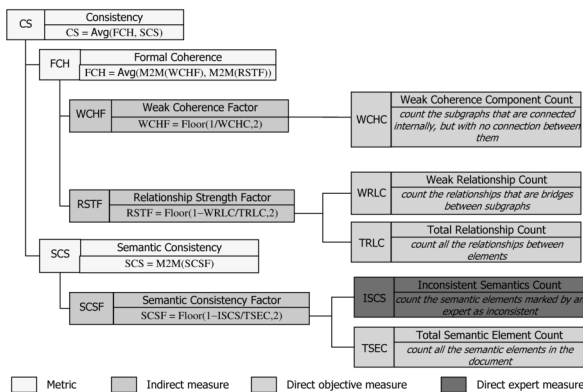 CS
Consistency
CS = Avg(FCH, SCS)
FCH
Formal Coherence
FCH = Avg(M2M(WCHF), M2M(RSTF))
WCHF
Weak Coherence Factor
WCHF = Floor(1/WCHC,2)
WCHC
Weak Coherence Component Count
count the subgraphs that are connected
internally, but with no connection between
them
RSTF
Relationship Strength Factor
RSTF = Floor(1−WRLC/TRLC,2)
WRLC
Weak Relationship Count
count the relationships that are bridges
between subgraphs
TRLC
Total Relationship Count
count all the relationships between
elements
SCS
Semantic Consistency
SCS = M2M(SCSF)
SCSF
Semantic Consistency Factor
SCSF = Floor(1−ISCS/TSEC,2)
ISCS
Inconsistent Semantics Count
count the semantic elements marked by an
expert as inconsistent
TSEC
Total Semantic Element Count
count all the semantic elements in the
document
Metric
Indirect measure
Direct objective measure
Direct expert measure